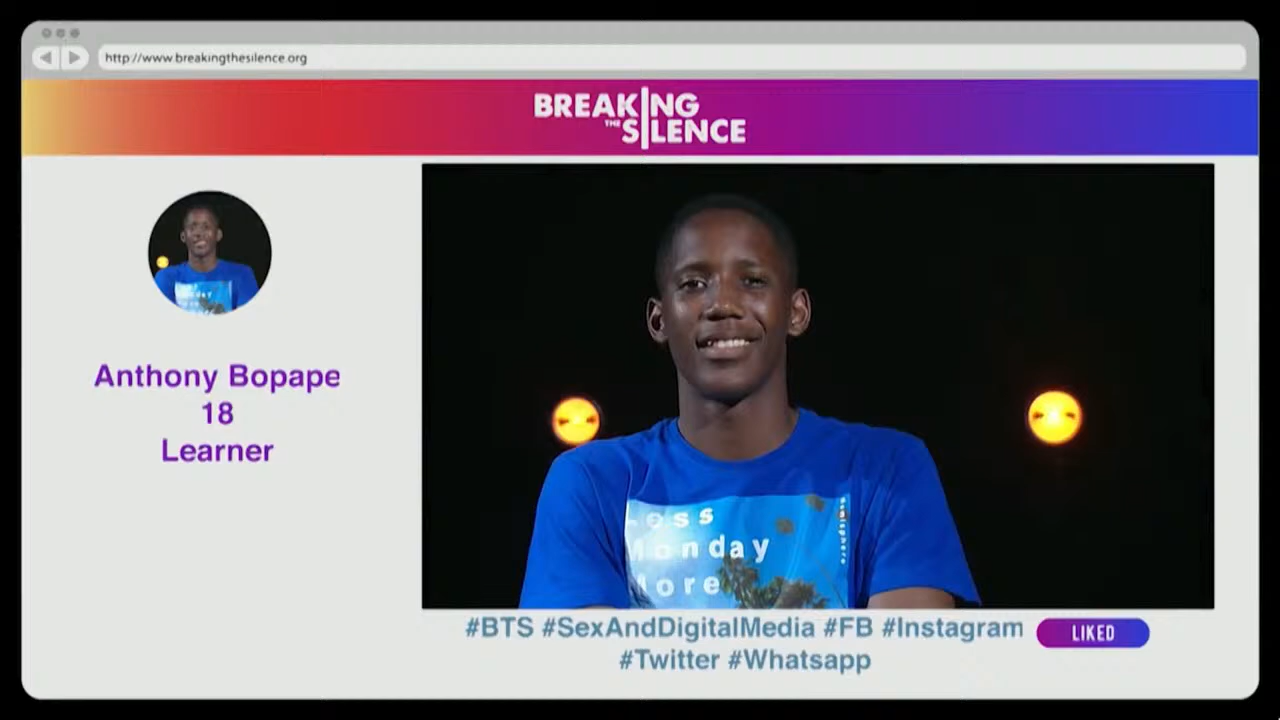 http://www.breakingthesilence.org
BREAKING
THE SILENCE
Anthony Bopape
18
Learner
Less
Monday
More
hemisphere
#BTS #SexAndDigitalMedia #FB #Instagram
LIKED
#Twitter #Whatsapp